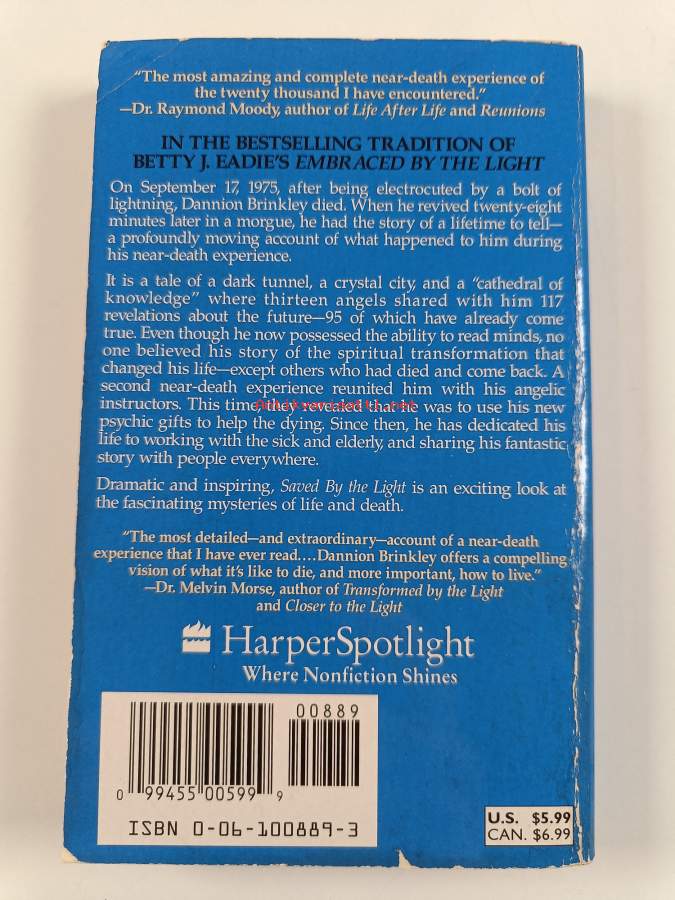 "The most amazing and complete near-death experience of
the twenty thousand I have encountered."
—Dr. Raymond Moody, author of Life After Life and Reunions
IN THE BESTSELLING TRADITION OF
BETTY J. EADIE'S EMBRACED BY THE LIGHT
On September 17, 1975, after being electrocuted by a bolt of
lightning, Dannion Brinkley died. When he revived twenty-eight
minutes later in a morgue, he had the story of a lifetime to tell—
a profoundly moving account of what happened to him during
his near-death experience.
It is a tale of a dark tunnel, a crystal city, and a "cathedral of
knowledge" where thirteen angels shared with him 117
revelations about the future—95 of which have already come
true. Even though he now possessed the ability to read minds, no
one believed his story of the spiritual transformation that
changed his life—except others who had died and come back. A
second near-death experience reunited him with his angelic
instructors. This time they revealed that he was to use his new
psychic gifts to help the dying. Since then, he has dedicated his
life to working with the sick and elderly, and sharing his fantastic
story with people everywhere.
Dramatic and inspiring, Saved By the Light is an exciting look at
the fascinating mysteries of life and death.
"The most detailed—and extraordinary—account of a near-death
experience that I have ever read....Dannion Brinkley offers a compelling
vision of what it's like to die, and more important, how to live."
—Dr. Melvin Morse, author of Transformed by the Light
and Closer to the Light
HarperSpotlight
Where Nonfiction Shines
00889
0 99455 00599 9
ISBN 0-06-100889-3
U.S. $5.99
CAN. $6.99